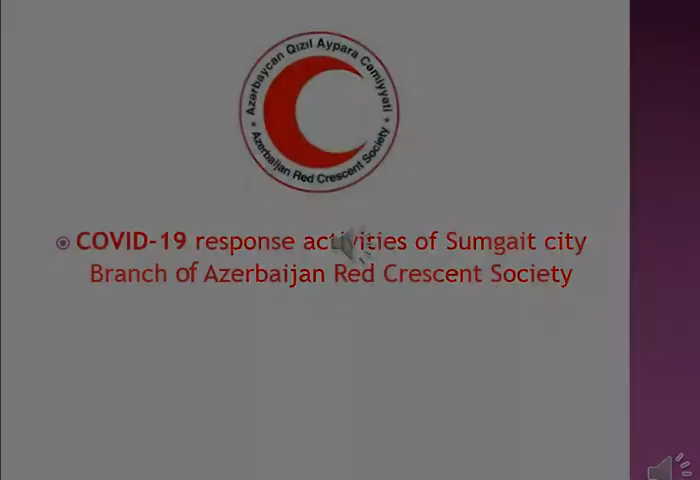 Azərbaycan Qızıl Aypara Cəmiyyəti
Azerbaijan Red Crescent Society
COVID-19 response activities of Sumgait city
Branch of Azerbaijan Red Crescent Society